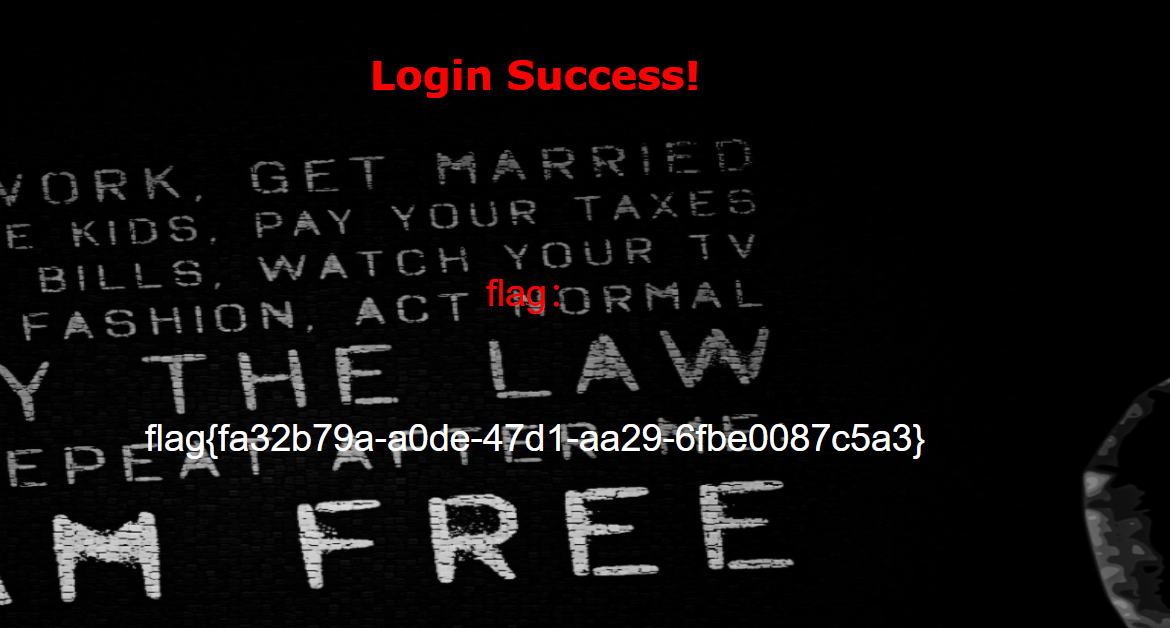 Login Success!
WORK, GET MARRIED
E KIDS, PAY YOUR TAXES
BILLS, WATCH YOUR TV
FASHION, ACT NORMAL
flag:
Y THE LAW
EPEAT AFTER ME
flag{fa32b79a-a0de-47d1-aa29-6fbe0087c5a3}
AM FREE